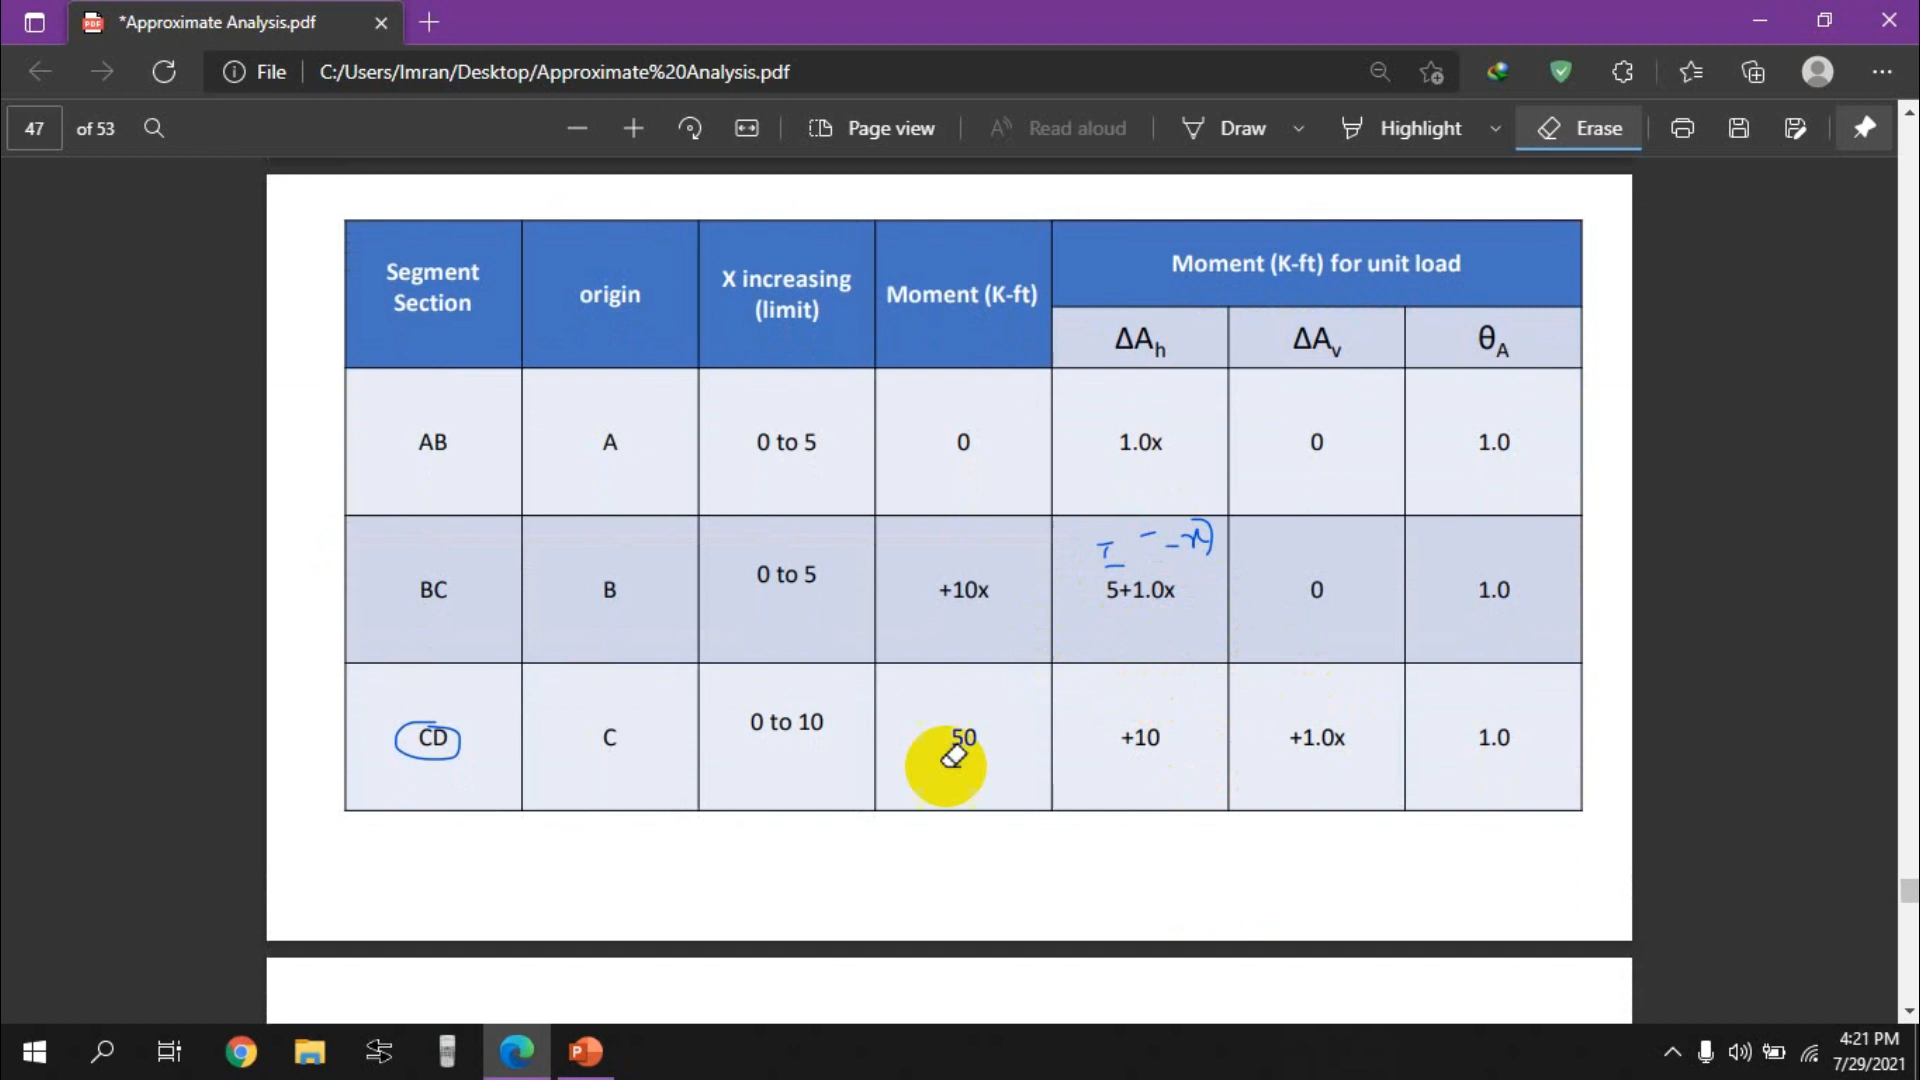 *Approximate Analysis.pdf
File
C:/Users/Imran/Desktop/Approximate%20Analysis.pdf
47 of 53
Page view
Read aloud
Draw
Highlight
Erase
Segment Section
origin
X increasing (limit)
Moment (K-ft)
Moment (K-ft) for unit load
ΔAh
ΔAv
θA
AB A 0 to 5 0 1.0x 0 1.0
BC B 0 to 5 +10x 5+1.0x 0 1.0
CD C 0 to 10 50 +10 +1.0x 1.0
4:21 PM
7/29/2021